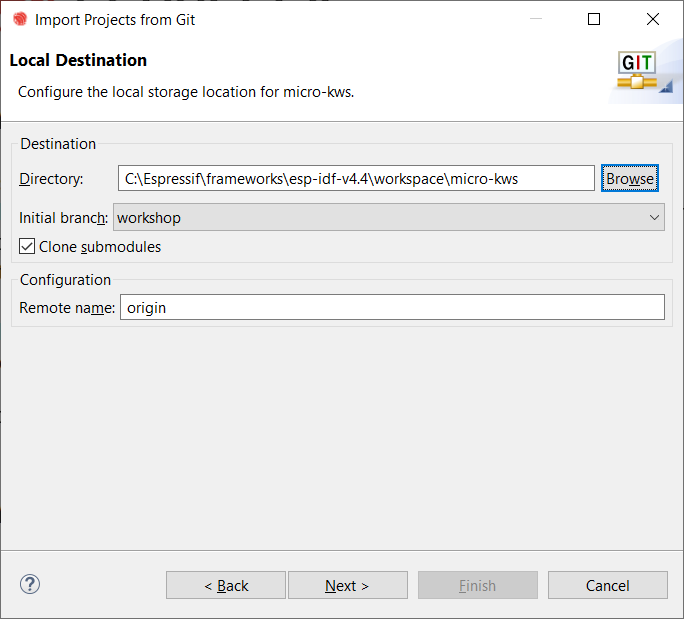 Import Projects from Git
Local Destination
Configure the local storage location for micro-kws.
GIT
Destination
Directory: C:\Espressif\frameworks\esp-idf-v4.4\workspace\micro-kws Browse
Initial branch: workshop
Clone submodules
Configuration
Remote name: origin
? < Back Next > Finish Cancel